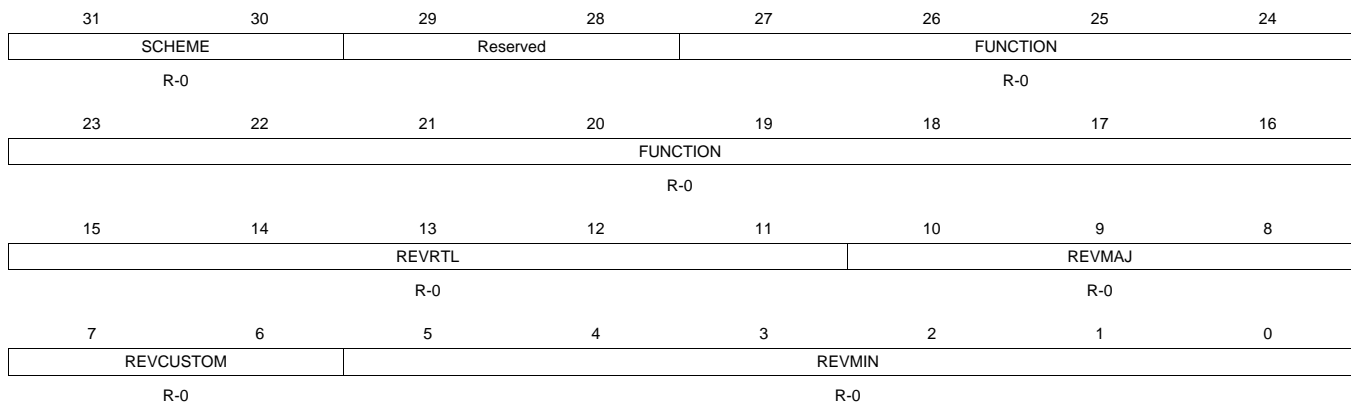 31 30 29 28 27 26 25 24
SCHEME Reserved FUNCTION
R-0 R-0
23 22 21 20 19 18 17 16
FUNCTION
R-0
15 14 13 12 11 10 9 8
REVRTL REVMAJ
R-0 R-0
7 6 5 4 3 2 1 0
REVCUSTOM REVMIN
R-0 R-0